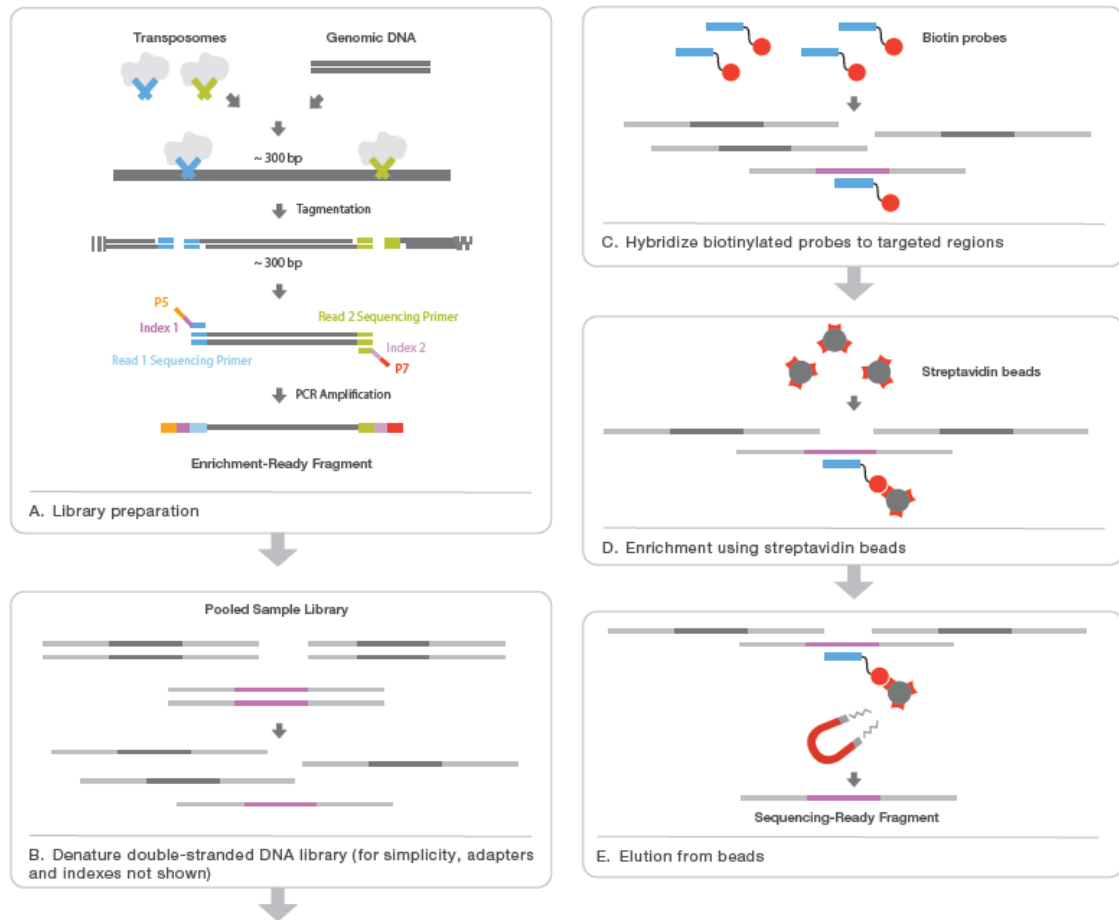 Transposomes
Genomic DNA
~ 300 bp
Tagmentation
~ 300 bp
P5
Index 1
Read 2 Sequencing Primer
Read 1 Sequencing Primer
Index 2
P7
PCR Amplification
Enrichment-Ready Fragment
A. Library preparation
Pooled Sample Library
B. Denature double-stranded DNA library (for simplicity, adapters
and indexes not shown)
Biotin probes
C. Hybridize biotinylated probes to targeted regions
Streptavidin beads
D. Enrichment using streptavidin beads
Sequencing-Ready Fragment
E. Elution from beads